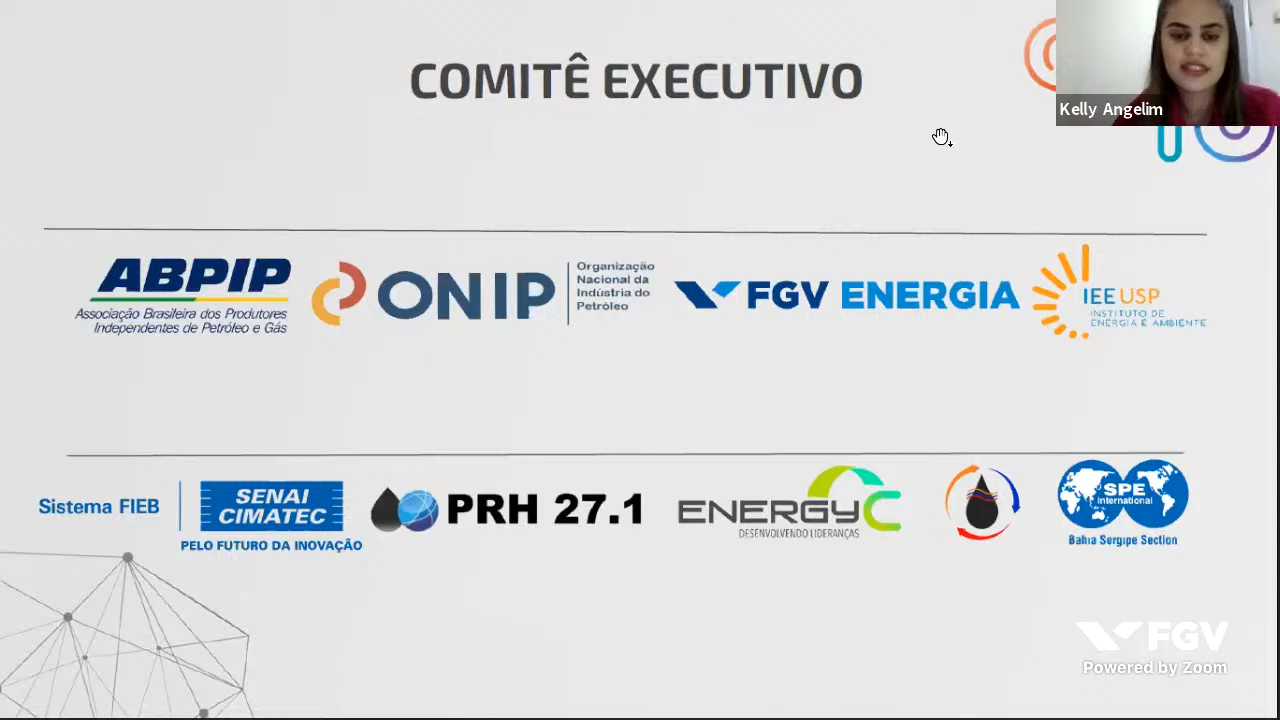 COMITÊ EXECUTIVO
Kelly Angelim
ABPIP
Associação Brasileira dos Produtores
Independentes de Petróleo e Gás
ONIP
Organização
Nacional da
Indústria do
Petróleo
FGV ENERGIA
IEE USP
INSTITUTO DE
ENERGIA E AMBIENTE
Sistema FIEB
SENAI
CIMATEC
PELO FUTURO DA INOVAÇÃO
PRH 27.1
ENERGYC
DESENVOLVENDO LIDERANÇAS
SPE
International
Bahia Sergipe Section
FGV
Powered by Zoom